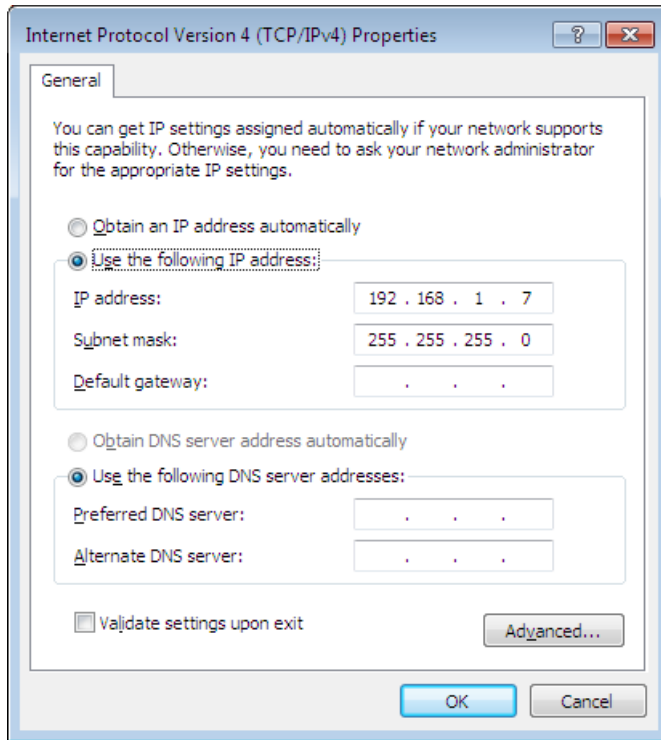 Internet Protocol Version 4 (TCP/IPv4) Properties
General
You can get IP settings assigned automatically if your network supports
this capability. Otherwise, you need to ask your network administrator
for the appropriate IP settings.
Obtain an IP address automatically
Use the following IP address:
IP address: 192 . 168 . 1 . 7
Subnet mask: 255 . 255 . 255 . 0
Default gateway: . . .
Obtain DNS server address automatically
Use the following DNS server addresses:
Preferred DNS server: . . .
Alternate DNS server: . . .
Validate settings upon exit
Advanced...
OK Cancel